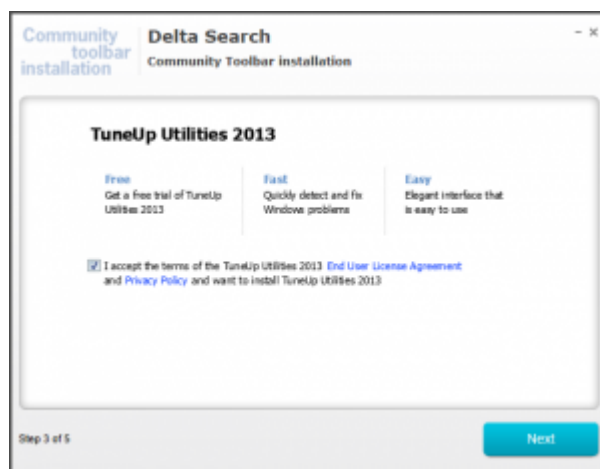 Community
toolbar
installation
Delta Search
Community Toolbar installation
TuneUp Utilities 2013
Free
Get a free trial of TuneUp
Utilities 2013
Fast
Quickly detect and fix
Windows problems
Easy
Elegant interface that
is easy to use
I accept the terms of the TuneUp Utilities 2013 End User License Agreement
and Privacy Policy and want to install TuneUp Utilities 2013
Step 3 of 5
Next